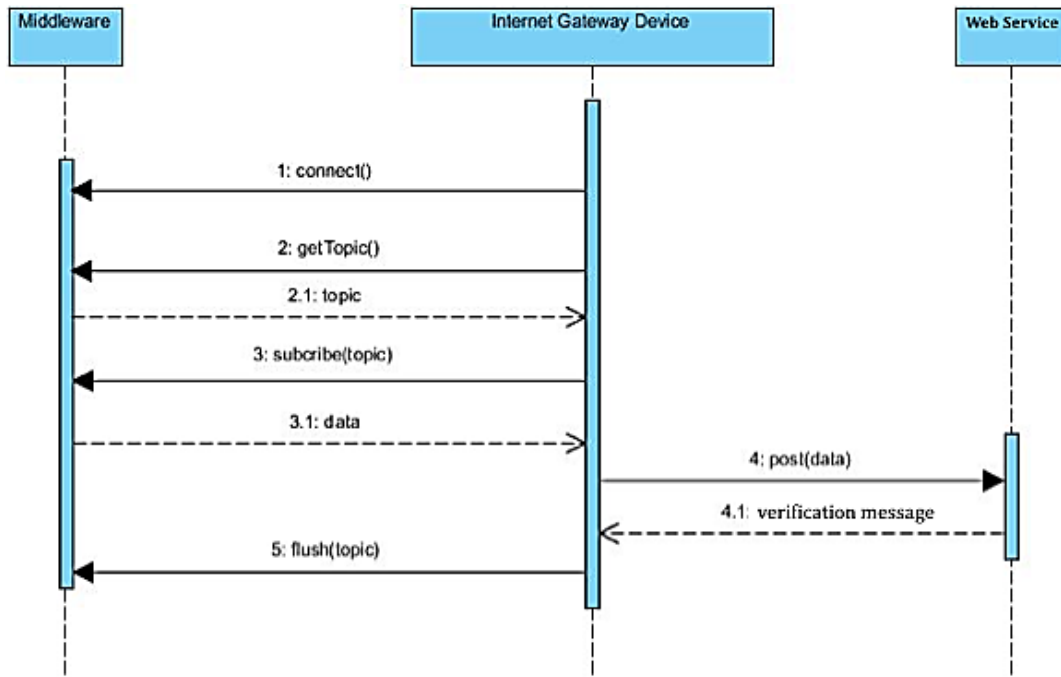 Middleware
Internet Gateway Device
Web Service
1: connect()
2: getTopic()
2.1: topic
3: subcribe(topic)
3.1: data
4: post(data)
4.1: verification message
5: flush(topic)